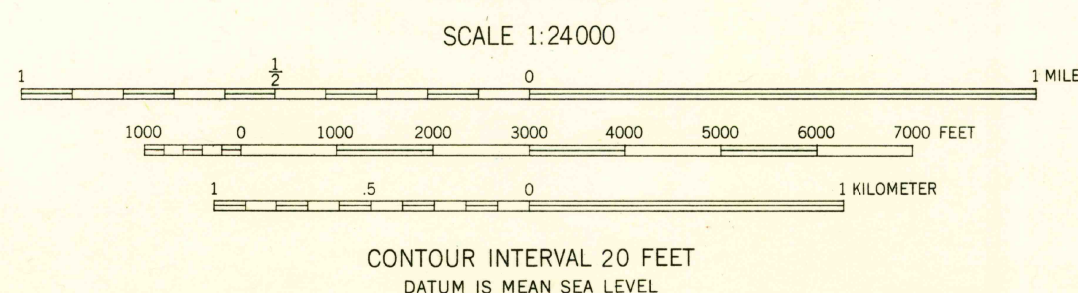 SCALE 1:24000
1 1/2 0 1 MILE
1000 0 1000 2000 3000 4000 5000 6000 7000 FEET
1 .5 0 1 KILOMETER
CONTOUR INTERVAL 20 FEET
DATUM IS MEAN SEA LEVEL